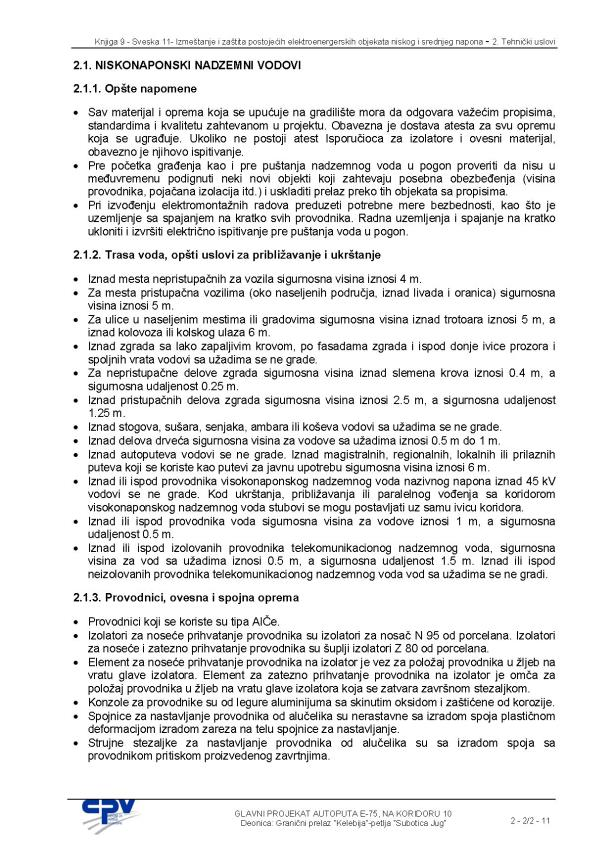 Knjiga 9 - Sveska 11- Izmeštanje i zaštita postojećih elektroenergerskih objekata niskog i srednjeg napona - 2. Tehnički uslovi
2.1. NISKONAPONSKI NADZEMNI VODOVI
2.1.1. Opšte napomene
• Sav materijal i oprema koja se upućuje na gradilište mora da odgovara važećim propisima,
standardima i kvalitetu zahtevanom u projektu. Obavezna je dostava atesta za svu opremu
koja se ugrađuje. Ukoliko ne postoji atest Isporučioca za izolatore i ovesni materijal,
obavezno je njihovo ispitivanje.
• Pre početka građenja kao i pre puštanja nadzemnog voda u pogon proveriti da nisu u
međuvremenu podignuti neki novi objekti koji zahtevaju posebna obezbeđenja (visina
provodnika, pojačana izolacija itd.) i uskladiti prelaz preko tih objekata sa propisima.
• Pri izvođenju elektromontažnih radova preduzeti potrebne mere bezbednosti, kao što je
uzemljenje sa spajanjem na kratko svih provodnika. Radna uzemljenja i spajanje na kratko
ukloniti i izvršiti električno ispitivanje pre puštanja voda u pogon.
2.1.2. Trasa voda, opšti uslovi za približavanje i ukrštanje
• Iznad mesta nepristupačnih za vozila sigurnosna visina iznosi 4 m.
• Za mesta pristupačna vozilima (oko naseljenih područja, iznad livada i oranica) sigurnosna
visina iznosi 5 m.
• Za ulice u naseljenim mestima ili gradovima sigurnosna visina iznad trotoara iznosi 5 m, a
iznad kolovoza ili kolskog ulaza 6 m.
• Iznad zgrada sa lako zapaljivim krovom, po fasadama zgrada i ispod donje ivice prozora i
spoljnih vrata vodovi sa užadima se ne grade.
• Za nepristupačne delove zgrada sigurnosna visina iznad slemena krova iznosi 0.4 m, a
sigurnosna udaljenost 0.25 m.
• Iznad pristupačnih delova zgrada sigurnosna visina iznosi 2.5 m, a sigurnosna udaljenost
1.25 m.
• Iznad stogova, sušara, senjaka, ambara ili koševa vodovi sa užadima se ne grade.
• Iznad delova drveća sigurnosna visina za vodove sa užadima iznosi 0.5 m do 1 m.
• Iznad autoputeva vodovi se ne grade. Iznad magistralnih, regionalnih, lokalnih ili prilaznih
puteva koji se koriste kao putevi za javnu upotrebu sigurnosna visina iznosi 6 m.
• Iznad ili ispod provodnika visokonaponskog nadzemnog voda nazivnog napona iznad 45 kV
vodovi se ne grade. Kod ukrštanja, približavanja ili paralelnog vođenja sa koridorom
visokonaponskog nadzemnog voda stubovi se mogu postavljati uz samu ivicu koridora.
• Iznad ili ispod provodnika voda sigurnosna visina za vodove iznosi 1 m, a sigurnosna
udaljenost 0.5 m.
• Iznad ili ispod izolovanih provodnika telekomunikacionog nadzemnog voda, sigurnosna
visina za vod sa užadima iznosi 0.5 m, a sigurnosna udaljenost 1.5 m. Iznad ili ispod
neizolovanih provodnika telekomunikacionog nadzemnog voda vod sa užadima se ne gradi.
2.1.3. Provodnici, ovesna i spojna oprema
• Provodnici koji se koriste su tipa AlČe.
• Izolatori za noseće prihvatanje provodnika su izolatori za nosač N 95 od porcelana. Izolatori
za noseće i zatezno prihvatanje provodnika su šuplji izolatori Z 80 od porcelana.
• Element za noseće prihvatanje provodnika na izolator je vez za položaj provodnika u žljeb na
vratu glave izolatora. Element za zatezno prihvatanje provodnika na izolator je omča za
položaj provodnika u žljeb na vratu glave izolatora koja se zatvara završnom stezaljkom.
• Konzole za provodnike su od legure aluminijuma sa skinutim oksidom i zaštićene od korozije.
• Spojnice za nastavljanje provodnika od alučelika su nerastavne sa izradom spoja plastičnom
deformacijom izradom zareza na telu spojnice za nastavljanje.
• Strujne stezaljke za nastavljanje provodnika od alučelika su sa izradom spoja sa
provodnikom pritiskom proizvedenog zavrtnjima.
cpv
GLAVNI PROJEKAT AUTOPUTA E-75, NA KORIDORU 10
Deonica: Granični prelaz "Kelebija"-petlja "Subotica Jug"
2 - 2/2 - 11